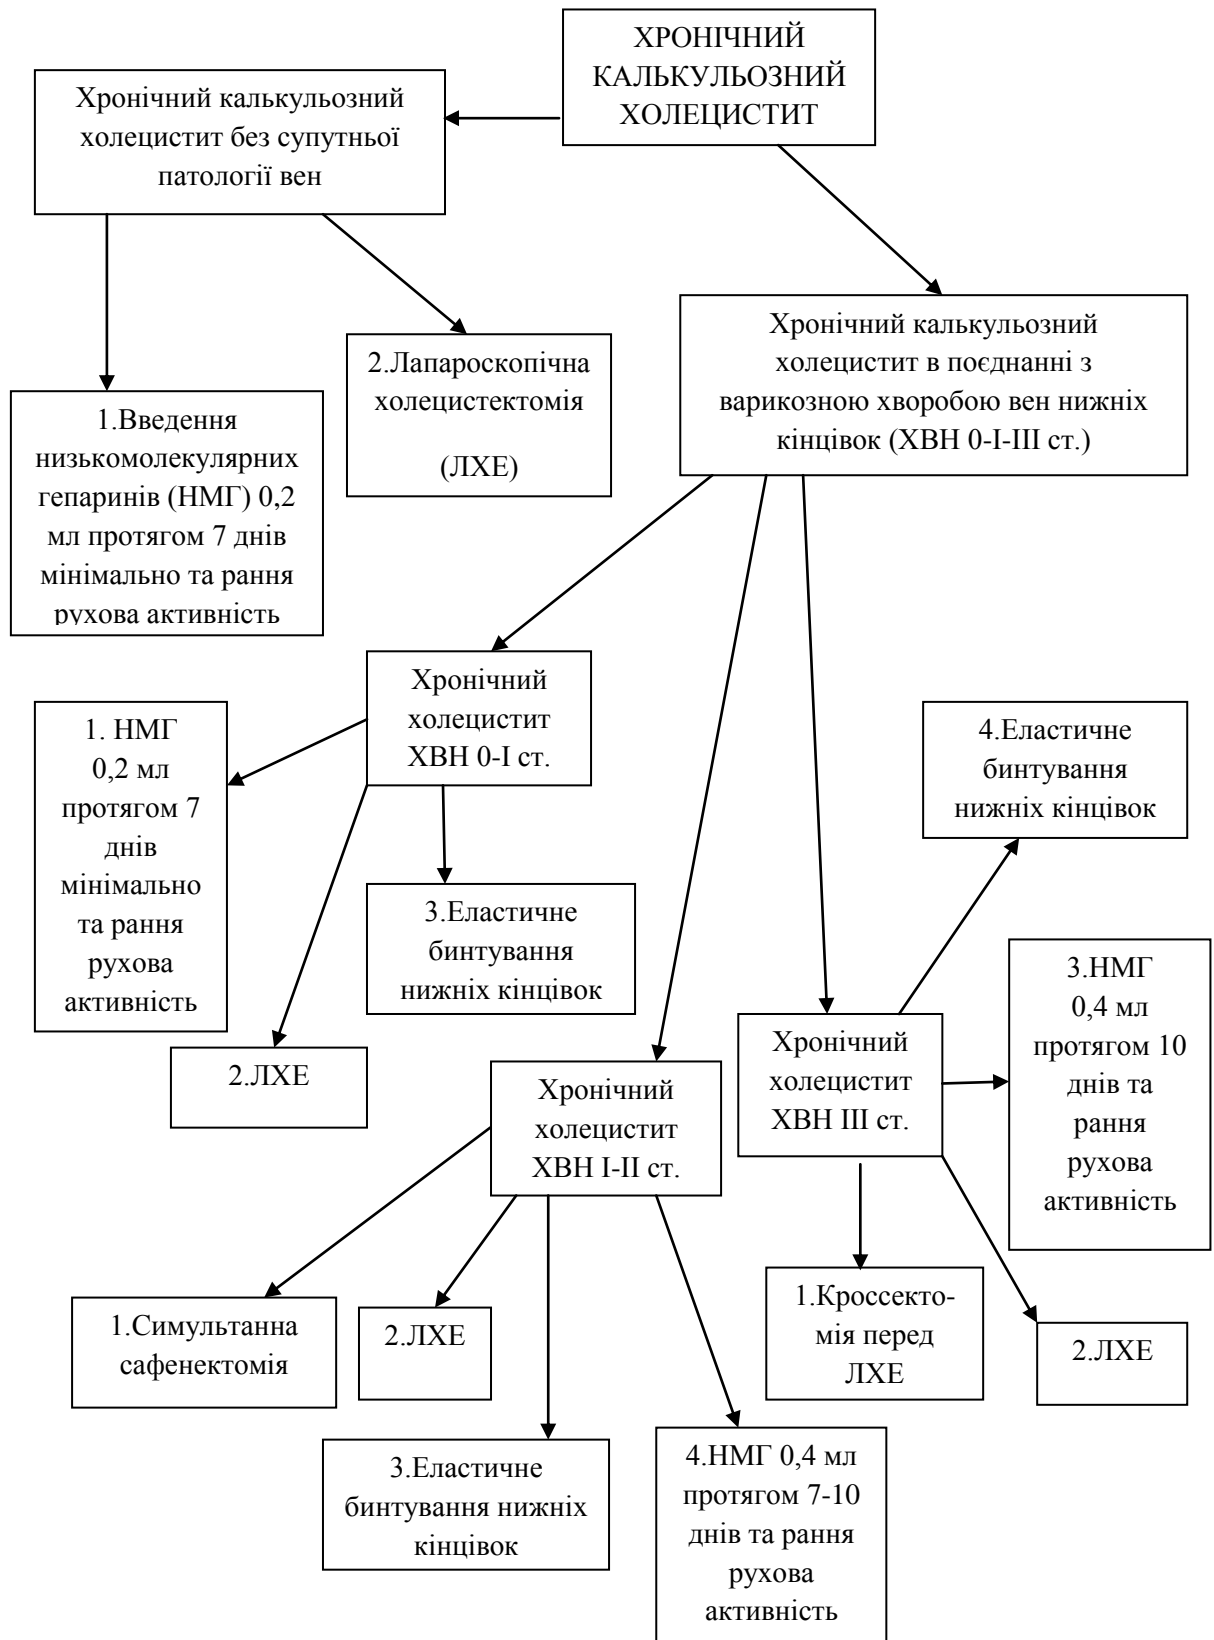 ХРОНІЧНИЙ
КАЛЬКУЛЬОЗНИЙ
ХОЛЕЦИСТИТ
Хронічний калькульозний
холецистит без супутньої
патології вен
1.Введення
низькомолекулярних
гепаринів (НМГ) 0,2
мл протягом 7 днів
мінімально та рання
рухова активність
2.Лапароскопічна
холецистектомія
(ЛХЕ)
Хронічний калькульозний
холецистит в поєднанні з
варикозною хворобою вен нижніх
кінцівок (ХВН 0-І-ІІІ ст.)
Хронічний
холецистит
ХВН 0-І ст.
1. НМГ
0,2 мл
протягом 7
днів
мінімально
та рання
рухова
активність
2.ЛХЕ
3.Еластичне
бинтування
нижніх кінцівок
Хронічний
холецистит
ХВН І-ІІ ст.
1.Симультанна
сафенектомія
2.ЛХЕ
3.Еластичне
бинтування нижніх
кінцівок
4.НМГ 0,4 мл
протягом 7-10
днів та рання
рухова
активність
Хронічний
холецистит
ХВН ІІІ ст.
1.Кроссекто-
мія перед
ЛХЕ
2.ЛХЕ
3.НМГ
0,4 мл
протягом 10
днів та
рання
рухова
активність
4.Еластичне
бинтування
нижніх кінцівок